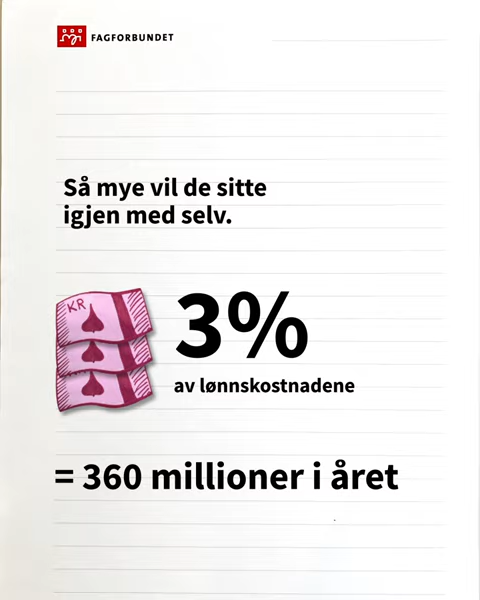 FAGFORBUNDET
Så mye vil de sitte
igjen med selv.
KR
3%
av lønnskostnadene
= 360 millioner i året